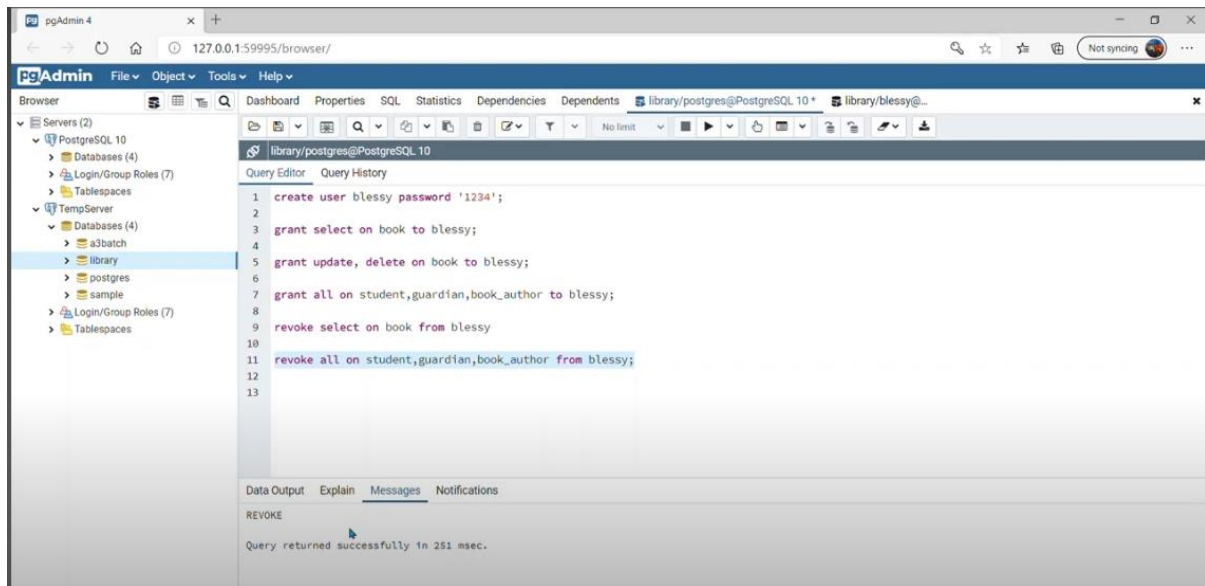 pgAdmin 4
127.0.0.1:59995/browser/
Not syncing
pgAdmin File Object Tools Help
Browser
Dashboard Properties SQL Statistics Dependencies Dependents library/postgres@PostgreSQL 10 * library/blessy@...
Servers (2)
PostgreSQL 10
Databases (4)
Login/Group Roles (7)
Tablespaces
TempServer
Databases (4)
a3batch
library
postgres
sample
Login/Group Roles (7)
Tablespaces
No limit
library/postgres@PostgreSQL 10
Query Editor Query History
1 create user blessy password '1234';
2
3 grant select on book to blessy;
4
5 grant update, delete on book to blessy;
6
7 grant all on student,guardian,book_author to blessy;
8
9 revoke select on book from blessy
10
11 revoke all on student,guardian,book_author from blessy;
12
13
Data Output Explain Messages Notifications
REVOKE
Query returned successfully in 251 msec.